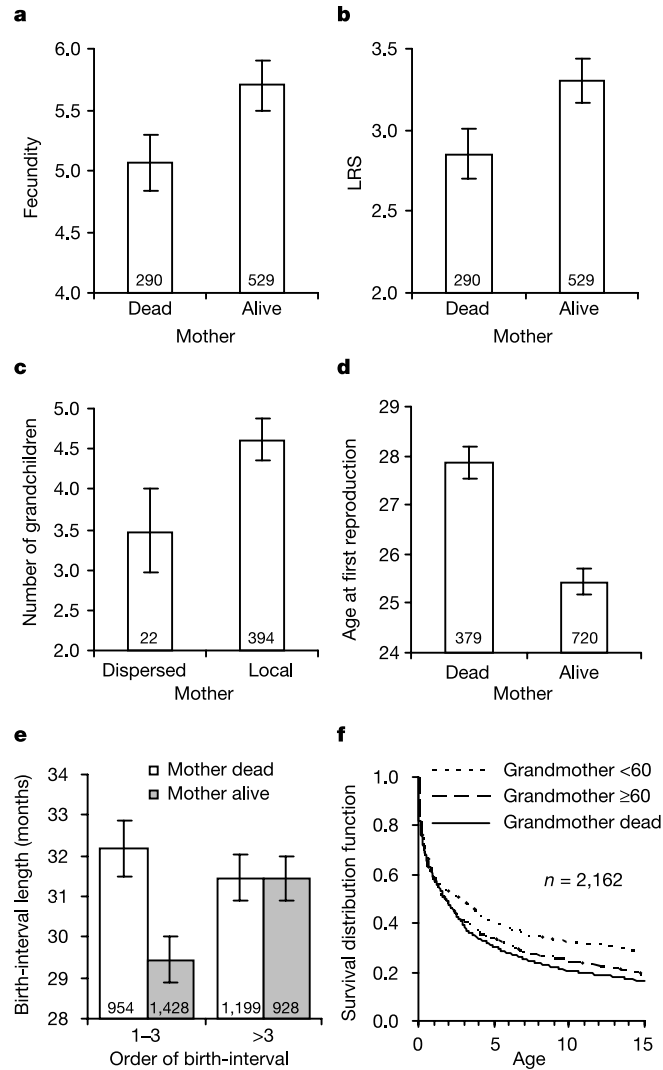 a
Fecundity
6.0
5.5
5.0
4.5
4.0
290
529
Dead
Alive
Mother
b
LRS
3.5
3.0
2.5
2.0
290
529
Dead
Alive
Mother
c
Number of grandchildren
5.0
4.5
4.0
3.5
3.0
2.5
2.0
22
394
Dispersed
Local
Mother
d
Age at first reproduction
29
28
27
26
25
24
379
720
Dead
Alive
Mother
e
Birth-interval length (months)
Mother dead
Mother alive
34
33
32
31
30
29
28
954
1,428
1,199
928
1–3
>3
Order of birth-interval
f
Survival distribution function
Grandmother <60
Grandmother ≥60
Grandmother dead
n = 2,162
1.0
0.8
0.6
0.4
0.2
0.0
0
5
10
15
Age